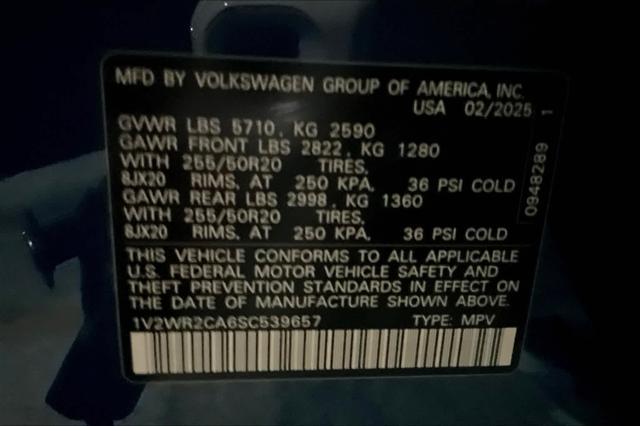 MFD BY VOLKSWAGEN GROUP OF AMERICA, INC.
USA 02/2025
GVWR LBS 5710, KG 2590
GAWR FRONT LBS 2822, KG 1280
WITH 255/50R20 TIRES,
8JX20 RIMS, AT 250 KPA, 36 PSI COLD
GAWR REAR LBS 2998, KG 1360
WITH 255/50R20 TIRES,
8JX20 RIMS, AT 250 KPA, 36 PSI COLD
0948289 1
THIS VEHICLE CONFORMS TO ALL APPLICABLE
U.S. FEDERAL MOTOR VEHICLE SAFETY AND
THEFT PREVENTION STANDARDS IN EFFECT ON
THE DATE OF MANUFACTURE SHOWN ABOVE.
1V2WR2CA6SC539657 TYPE: MPV